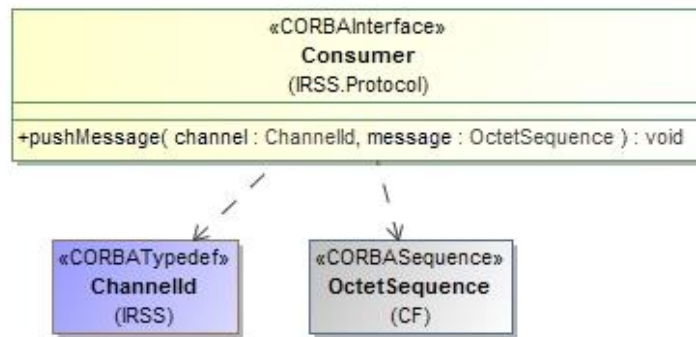 «CORBAInterface»
Consumer
(IRSS.Protocol)
+pushMessage( channel : ChannelId, message : OctetSequence ) : void
«CORBATypedef»
ChannelId
(IRSS)
«CORBASequence»
OctetSequence
(CF)